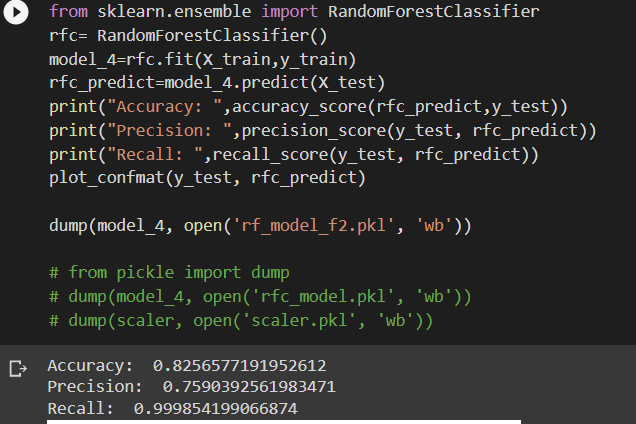 from sklearn.ensemble import RandomForestClassifier
rfc= RandomForestClassifier()
model_4=rfc.fit(X_train,y_train)
rfc_predict=model_4.predict(X_test)
print("Accuracy: ",accuracy_score(rfc_predict,y_test))
print("Precision: ",precision_score(y_test, rfc_predict))
print("Recall: ",recall_score(y_test, rfc_predict))
plot_confmat(y_test, rfc_predict)
dump(model_4, open('rf_model_f2.pkl', 'wb'))
# from pickle import dump
# dump(model_4, open('rfc_model.pkl', 'wb'))
# dump(scaler, open('scaler.pkl', 'wb'))
Accuracy:  0.8256577191952612
Precision:  0.7590392561983471
Recall:  0.999854199066874